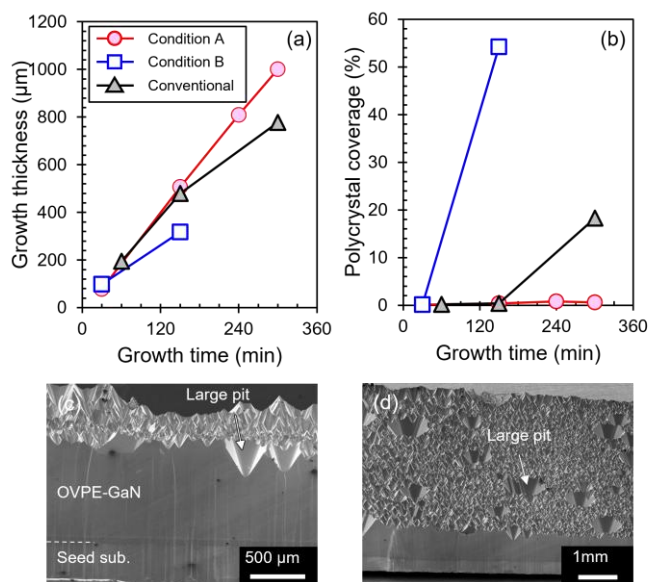 (a)
Condition A
Condition B
Conventional
1200
1000
800
600
400
200
0
Growth thickness (µm)
0 120 240 360
Growth time (min)
(b)
60
50
40
30
20
10
0
Polycrystal coverage (%)
0 120 240 360
Growth time (min)
(c)
Large pit
OVPE-GaN
Seed sub.
500 µm
(d)
Large pit
1mm